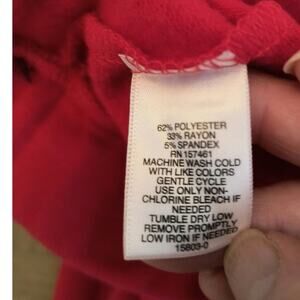 62% POLYESTER
33% RAYON
5% SPANDEX
RN 157461
MACHINE WASH COLD
WITH LIKE COLORS
GENTLE CYCLE
USE ONLY NON-
CHLORINE BLEACH IF
NEEDED
TUMBLE DRY LOW
REMOVE PROMPTLY
LOW IRON IF NEEDED
15803-0